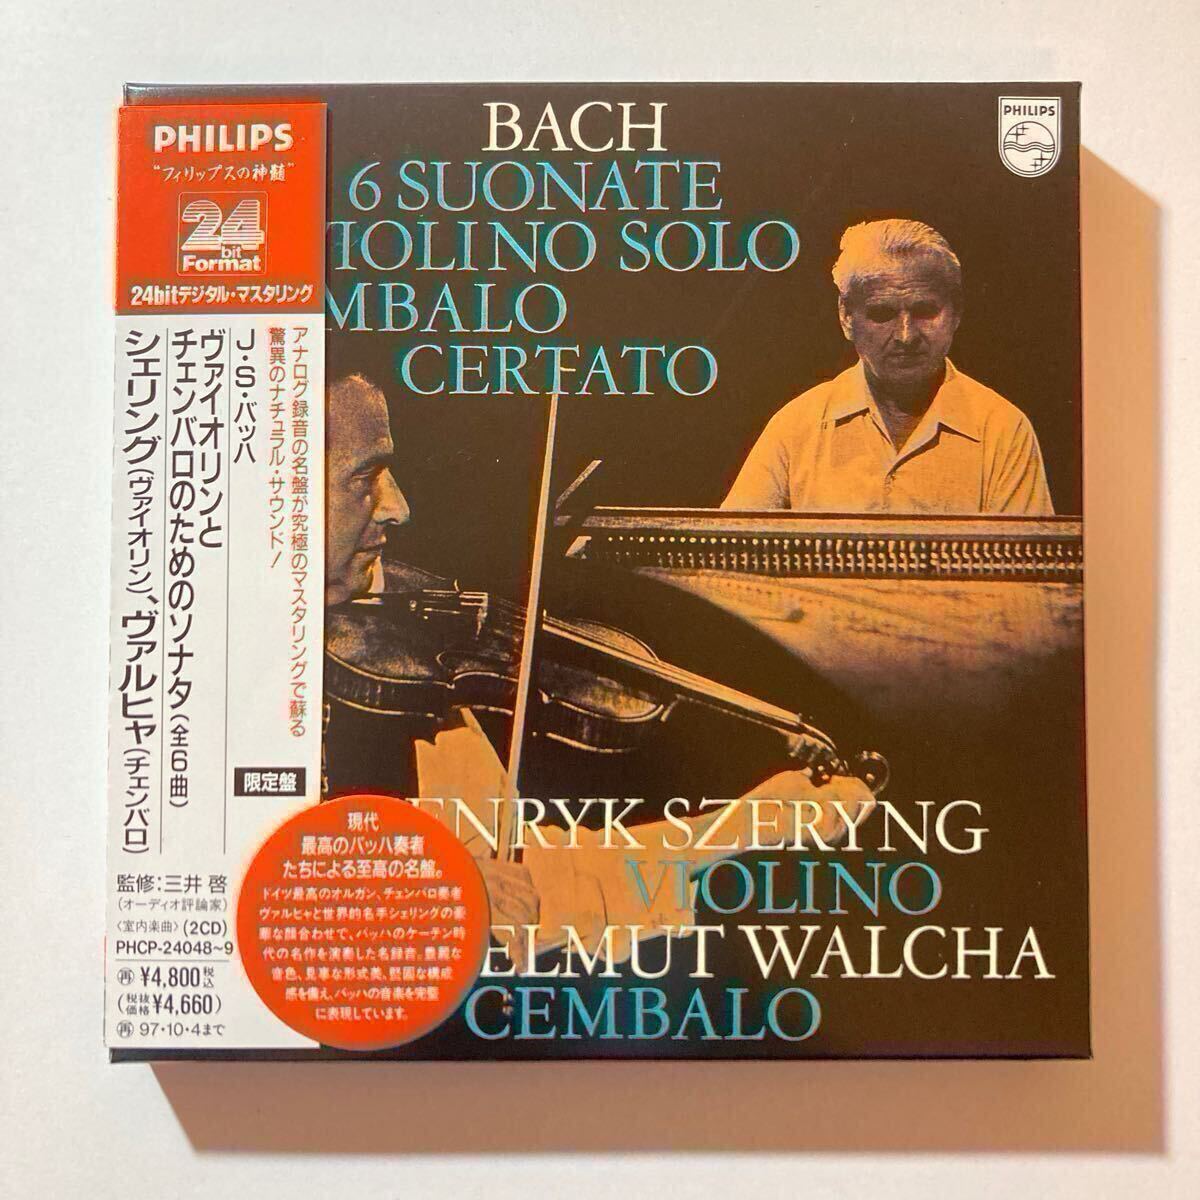 PHILIPS
“フィリップスの神髄”
24
bit
Format
24bitデジタル・マスタリング
アナログ録音の名盤が究極のマスタリングで蘇る
驚異のナチュラル・サウンド!
J・S・バッハ
ヴァイオリンと
チェンバロのためのソナタ(全6曲)
シェリング(ヴァイオリン)、ヴァルヒャ(チェンバロ)
限定盤
監修:三井 啓
(オーディオ評論家)
〈室内楽曲〉(2CD)
PHCP-24048~9
再 ¥4,800税込
(税抜価格 ¥4,660)
再 97・10・4まで
現代
最高のバッハ奏者
たちによる至高の名盤。
ドイツ最高のオルガン、チェンバロ奏者
ヴァルヒャと世界的名手シェリングの豪
華な顔合わせで、バッハのケーテン時
代の名作を演奏した名録音。豊麗な
音色、見事な形式美、堅固な構成
感を備え、バッハの音楽を完璧
に表現しています。
BACH
6 SUONATE
VIOLINO SOLO
MBALO
CERTATO
PHILIPS
ENRYK SZERYNG
VIOLINO
ELMUT WALCHA
CEMBALO